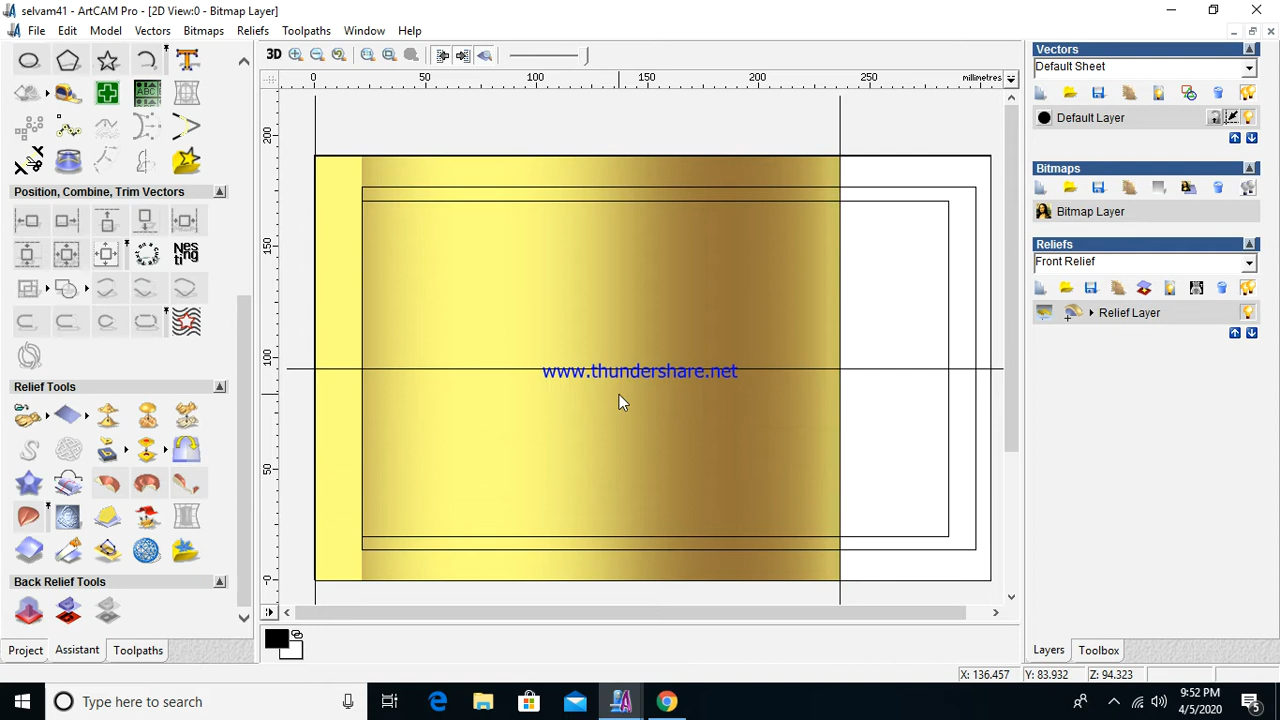 selvam41 - ArtCAM Pro - [2D View:0 - Bitmap Layer]
File Edit Model Vectors Bitmaps Reliefs Toolpaths Window Help
3D
0 50 100 150 200 250 millimetres
200
150
100
50
-0
ABC
Nes
ting
Position, Combine, Trim Vectors
Relief Tools
Back Relief Tools
Project Assistant Toolpaths
www.thundershare.net
Vectors
Default Sheet
Default Layer
Bitmaps
Bitmap Layer
Reliefs
Front Relief
Relief Layer
Layers Toolbox
X: 136.457 Y: 83.932 Z: 94.323
Type here to search
9:52 PM
4/5/2020
5